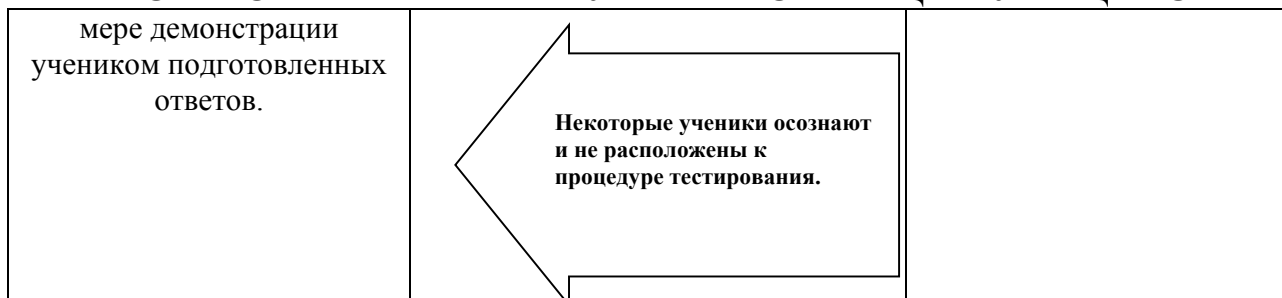 мере демонстрации
учеником подготовленных
ответов.
Некоторые ученики осознают
и не расположены к
процедуре тестирования.